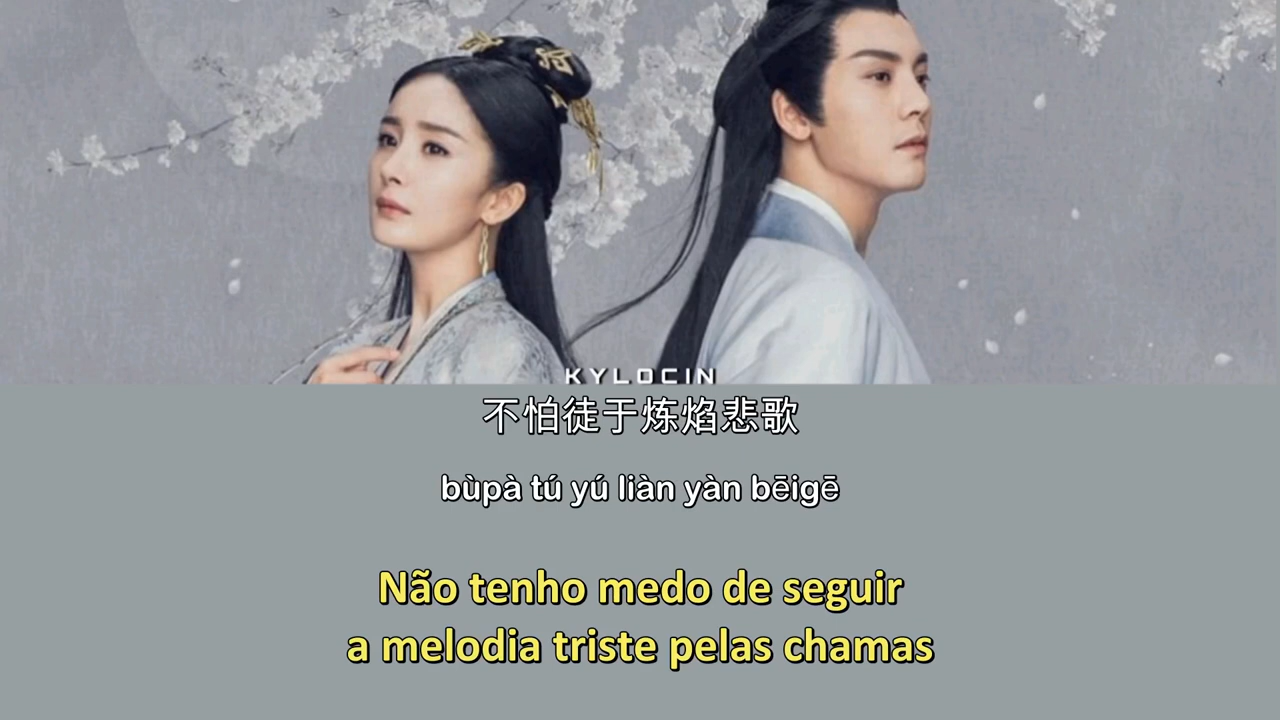 KYLOCIN
不怕徒于炼焰悲歌
bùpà tú yú liàn yàn bēigē
Não tenho medo de seguir
a melodia triste pelas chamas